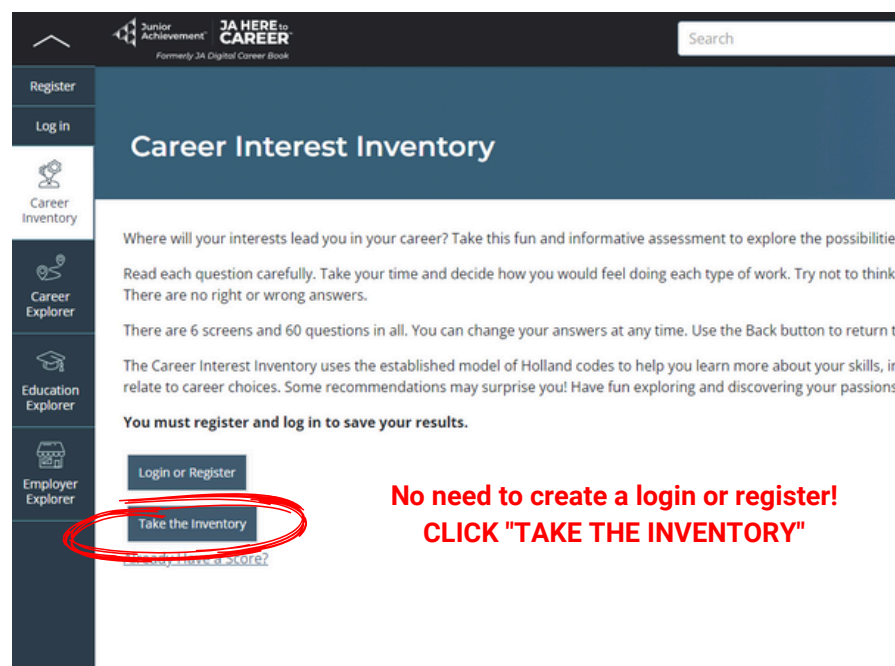 Junior
Achievement
JA HERE to
CAREER
Formerly JA Digital Career Book
Search
Register
Log in
Career
Inventory
Career
Explorer
Education
Explorer
Employer
Explorer
Career Interest Inventory
Where will your interests lead you in your career? Take this fun and informative assessment to explore the possibilitie
Read each question carefully. Take your time and decide how you would feel doing each type of work. Try not to think
There are no right or wrong answers.
There are 6 screens and 60 questions in all. You can change your answers at any time. Use the Back button to return t
The Career Interest Inventory uses the established model of Holland codes to help you learn more about your skills, in
relate to career choices. Some recommendations may surprise you! Have fun exploring and discovering your passions
You must register and log in to save your results.
Login or Register
Take the Inventory
Already Have a Score?
No need to create a login or register!
CLICK "TAKE THE INVENTORY"